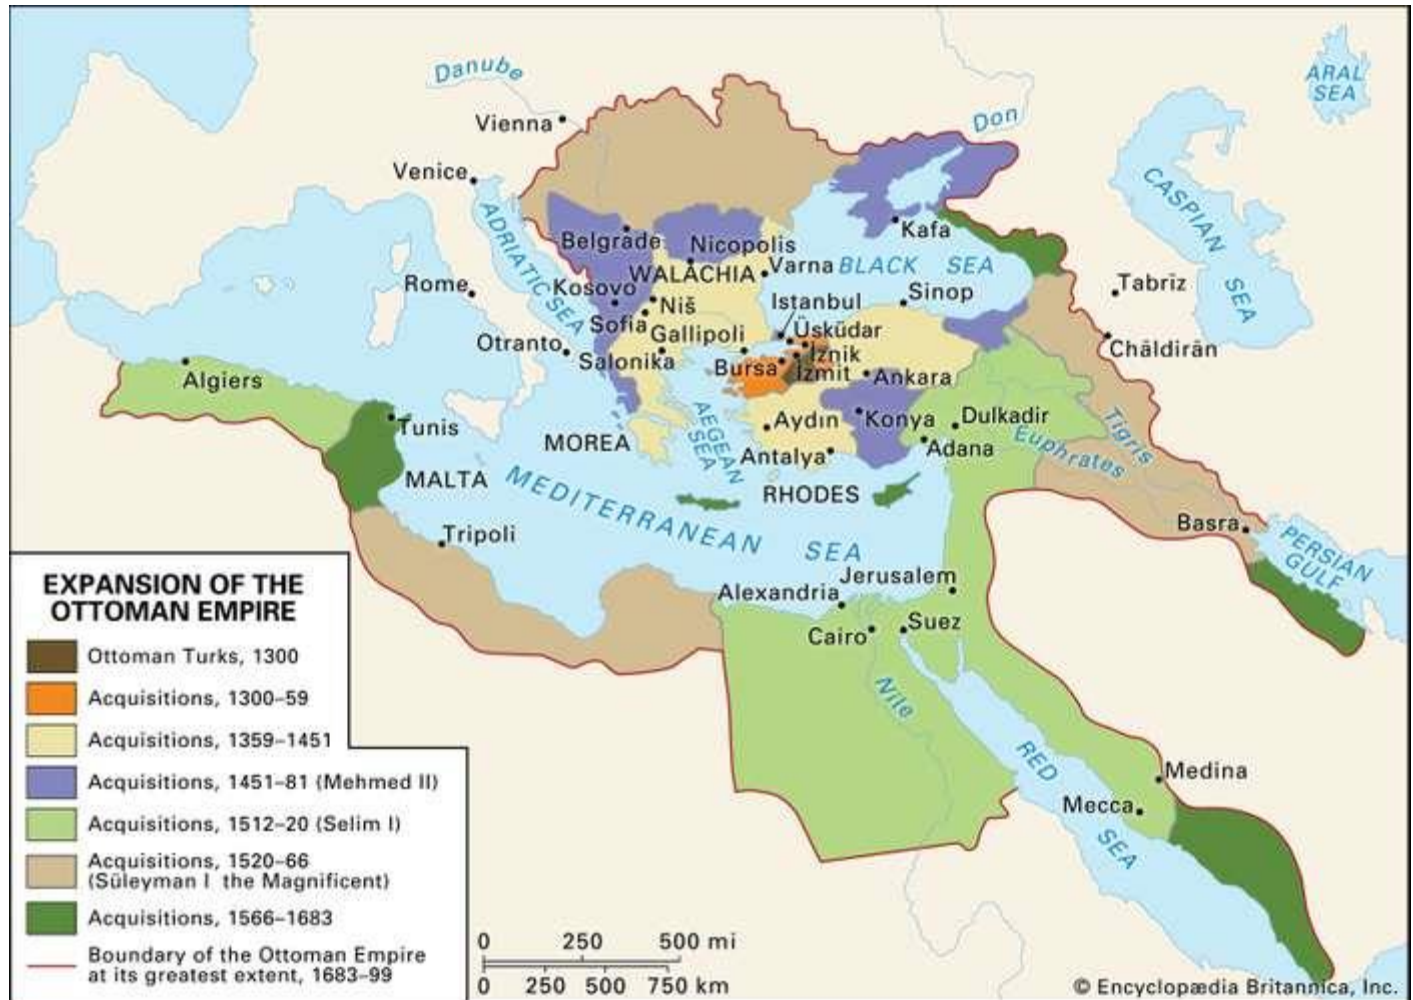 Danube
Vienna
Don
ARAL
SEA
Venice
CASPIAN
SEA
ADRIATIC SEA
Belgrade
Nicopolis
Kafa
WALACHIA
Varna
BLACK SEA
Rome
Kosovo
Niš
Istanbul
Sinop
Tabrīz
Sofia
Gallipoli
Üsküdar
Otranto
Salonika
Bursa
İznik
İzmit
Ankara
Chāldirān
Algiers
Tunis
MOREA
AEGEAN
SEA
Aydın
Konya
Dulkadir
Tigris
Antalya
Adana
Euphrates
MALTA
MEDITERRANEAN SEA
RHODES
Tripoli
Basra
PERSIAN
GULF
Jerusalem
Alexandria
Cairo
Suez
Nile
RED
SEA
Medina
Mecca
EXPANSION OF THE
OTTOMAN EMPIRE
Ottoman Turks, 1300
Acquisitions, 1300–59
Acquisitions, 1359–1451
Acquisitions, 1451–81 (Mehmed II)
Acquisitions, 1512–20 (Selim I)
Acquisitions, 1520–66
(Süleyman I the Magnificent)
Acquisitions, 1566–1683
Boundary of the Ottoman Empire
at its greatest extent, 1683–99
0 250 500 mi
0 250 500 750 km
© Encyclopædia Britannica, Inc.